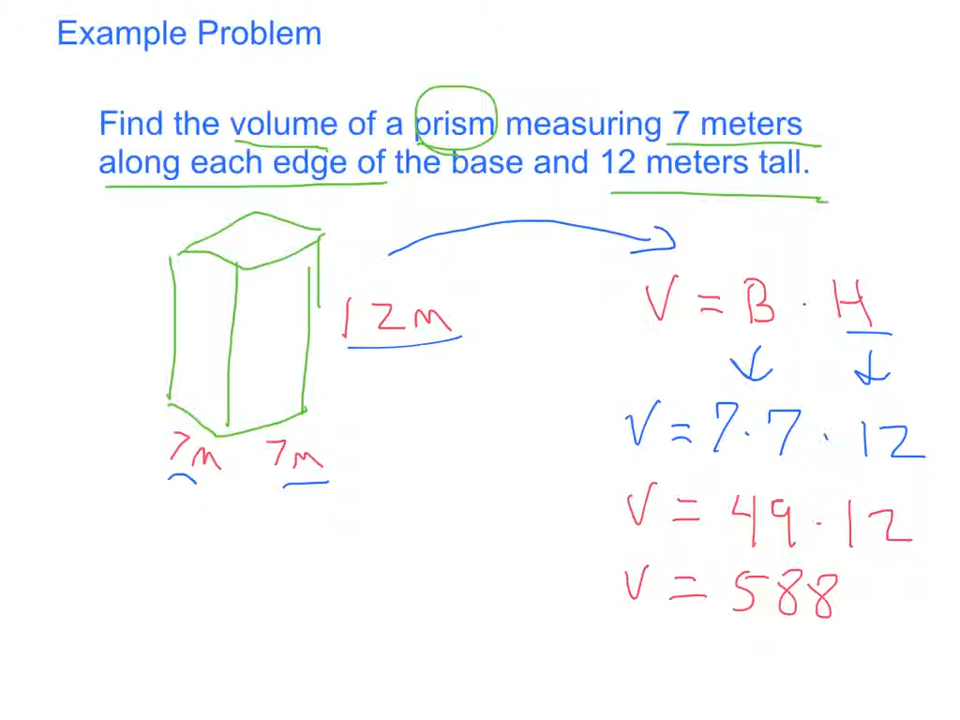 Example Problem
Find the volume of a prism measuring 7 meters
along each edge of the base and 12 meters tall.
12m
7m 7m
V = B · H
V = 7 · 7 · 12
V = 49 · 12
V = 588